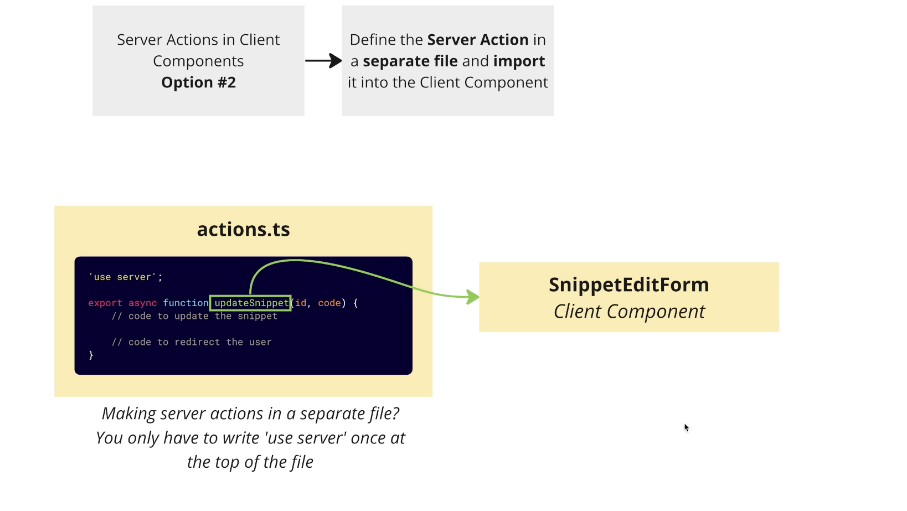 Server Actions in Client
Components
Option #2
Define the Server Action in
a separate file and import
it into the Client Component
actions.ts
'use server';
export async function updateSnippet(id, code) {
// code to update the snippet
// code to redirect the user
}
SnippetEditForm
Client Component
Making server actions in a separate file?
You only have to write 'use server' once at
the top of the file